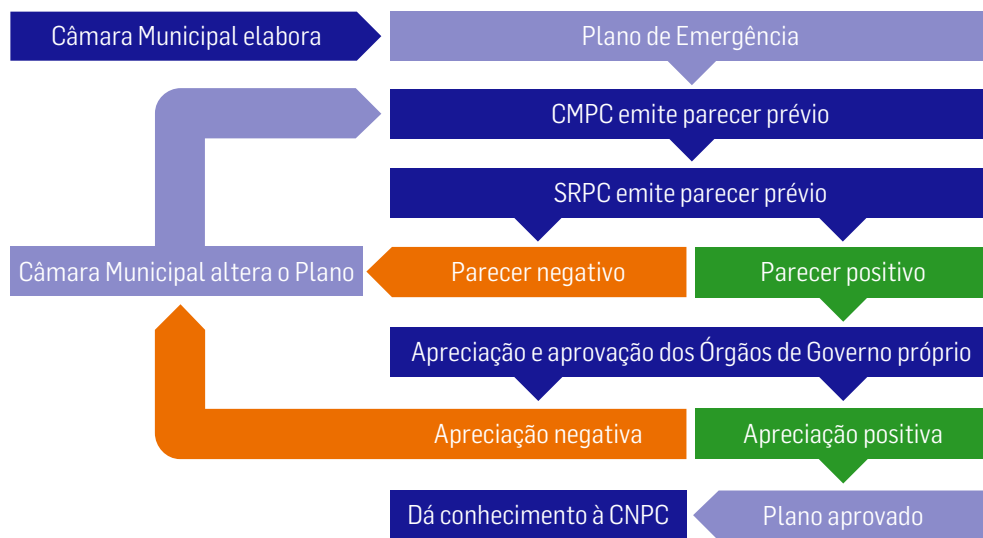 Câmara Municipal elabora
Plano de Emergência
CMPC emite parecer prévio
SRPC emite parecer prévio
Câmara Municipal altera o Plano
Parecer negativo
Parecer positivo
Apreciação e aprovação dos Órgãos de Governo próprio
Apreciação negativa
Apreciação positiva
Dá conhecimento à CNPC
Plano aprovado